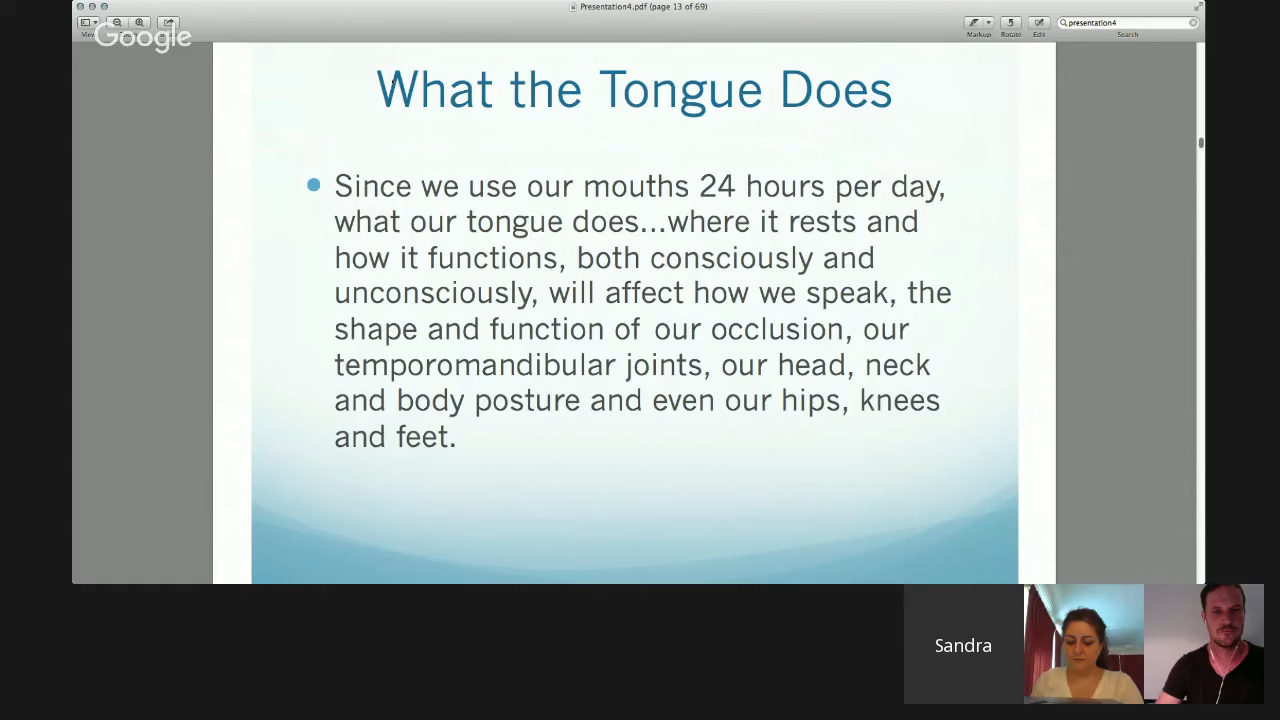 Presentation4.pdf (page 13 of 69)
presentation4
View
Markup
Rotate
Edit
Search
Google
What the Tongue Does
Since we use our mouths 24 hours per day,
what our tongue does...where it rests and
how it functions, both consciously and
unconsciously, will affect how we speak, the
shape and function of our occlusion, our
temporomandibular joints, our head, neck
and body posture and even our hips, knees
and feet.
Sandra